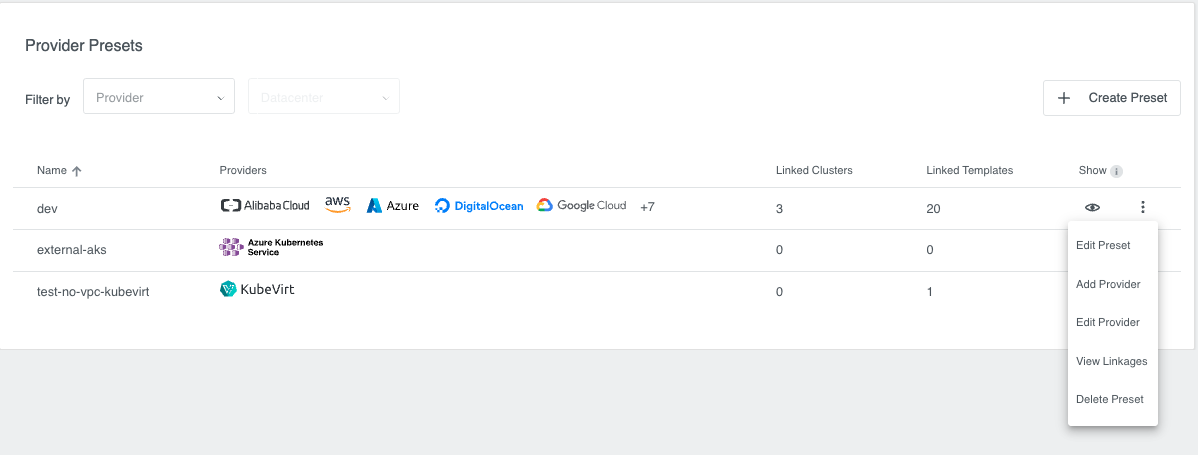 Provider Presets
Filter by Provider Datacenter + Create Preset
Name Providers Linked Clusters Linked Templates Show i
dev Alibaba Cloud aws Azure DigitalOcean Google Cloud +7 3 20
Edit Preset
external-aks Azure Kubernetes Service 0 0
Add Provider
test-no-vpc-kubevirt KubeVirt 0 1
Edit Provider
View Linkages
Delete Preset